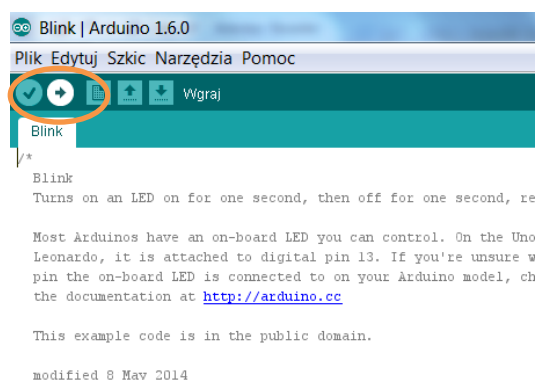 Blink | Arduino 1.6.0
Plik Edytuj Szkic Narzędzia Pomoc
Wgraj
Blink
/*
Blink
Turns on an LED on for one second, then off for one second, re
Most Arduinos have an on-board LED you can control. On the Uno
Leonardo, it is attached to digital pin 13. If you're unsure w
pin the on-board LED is connected to on your Arduino model, ch
the documentation at http://arduino.cc
This example code is in the public domain.
modified 8 May 2014